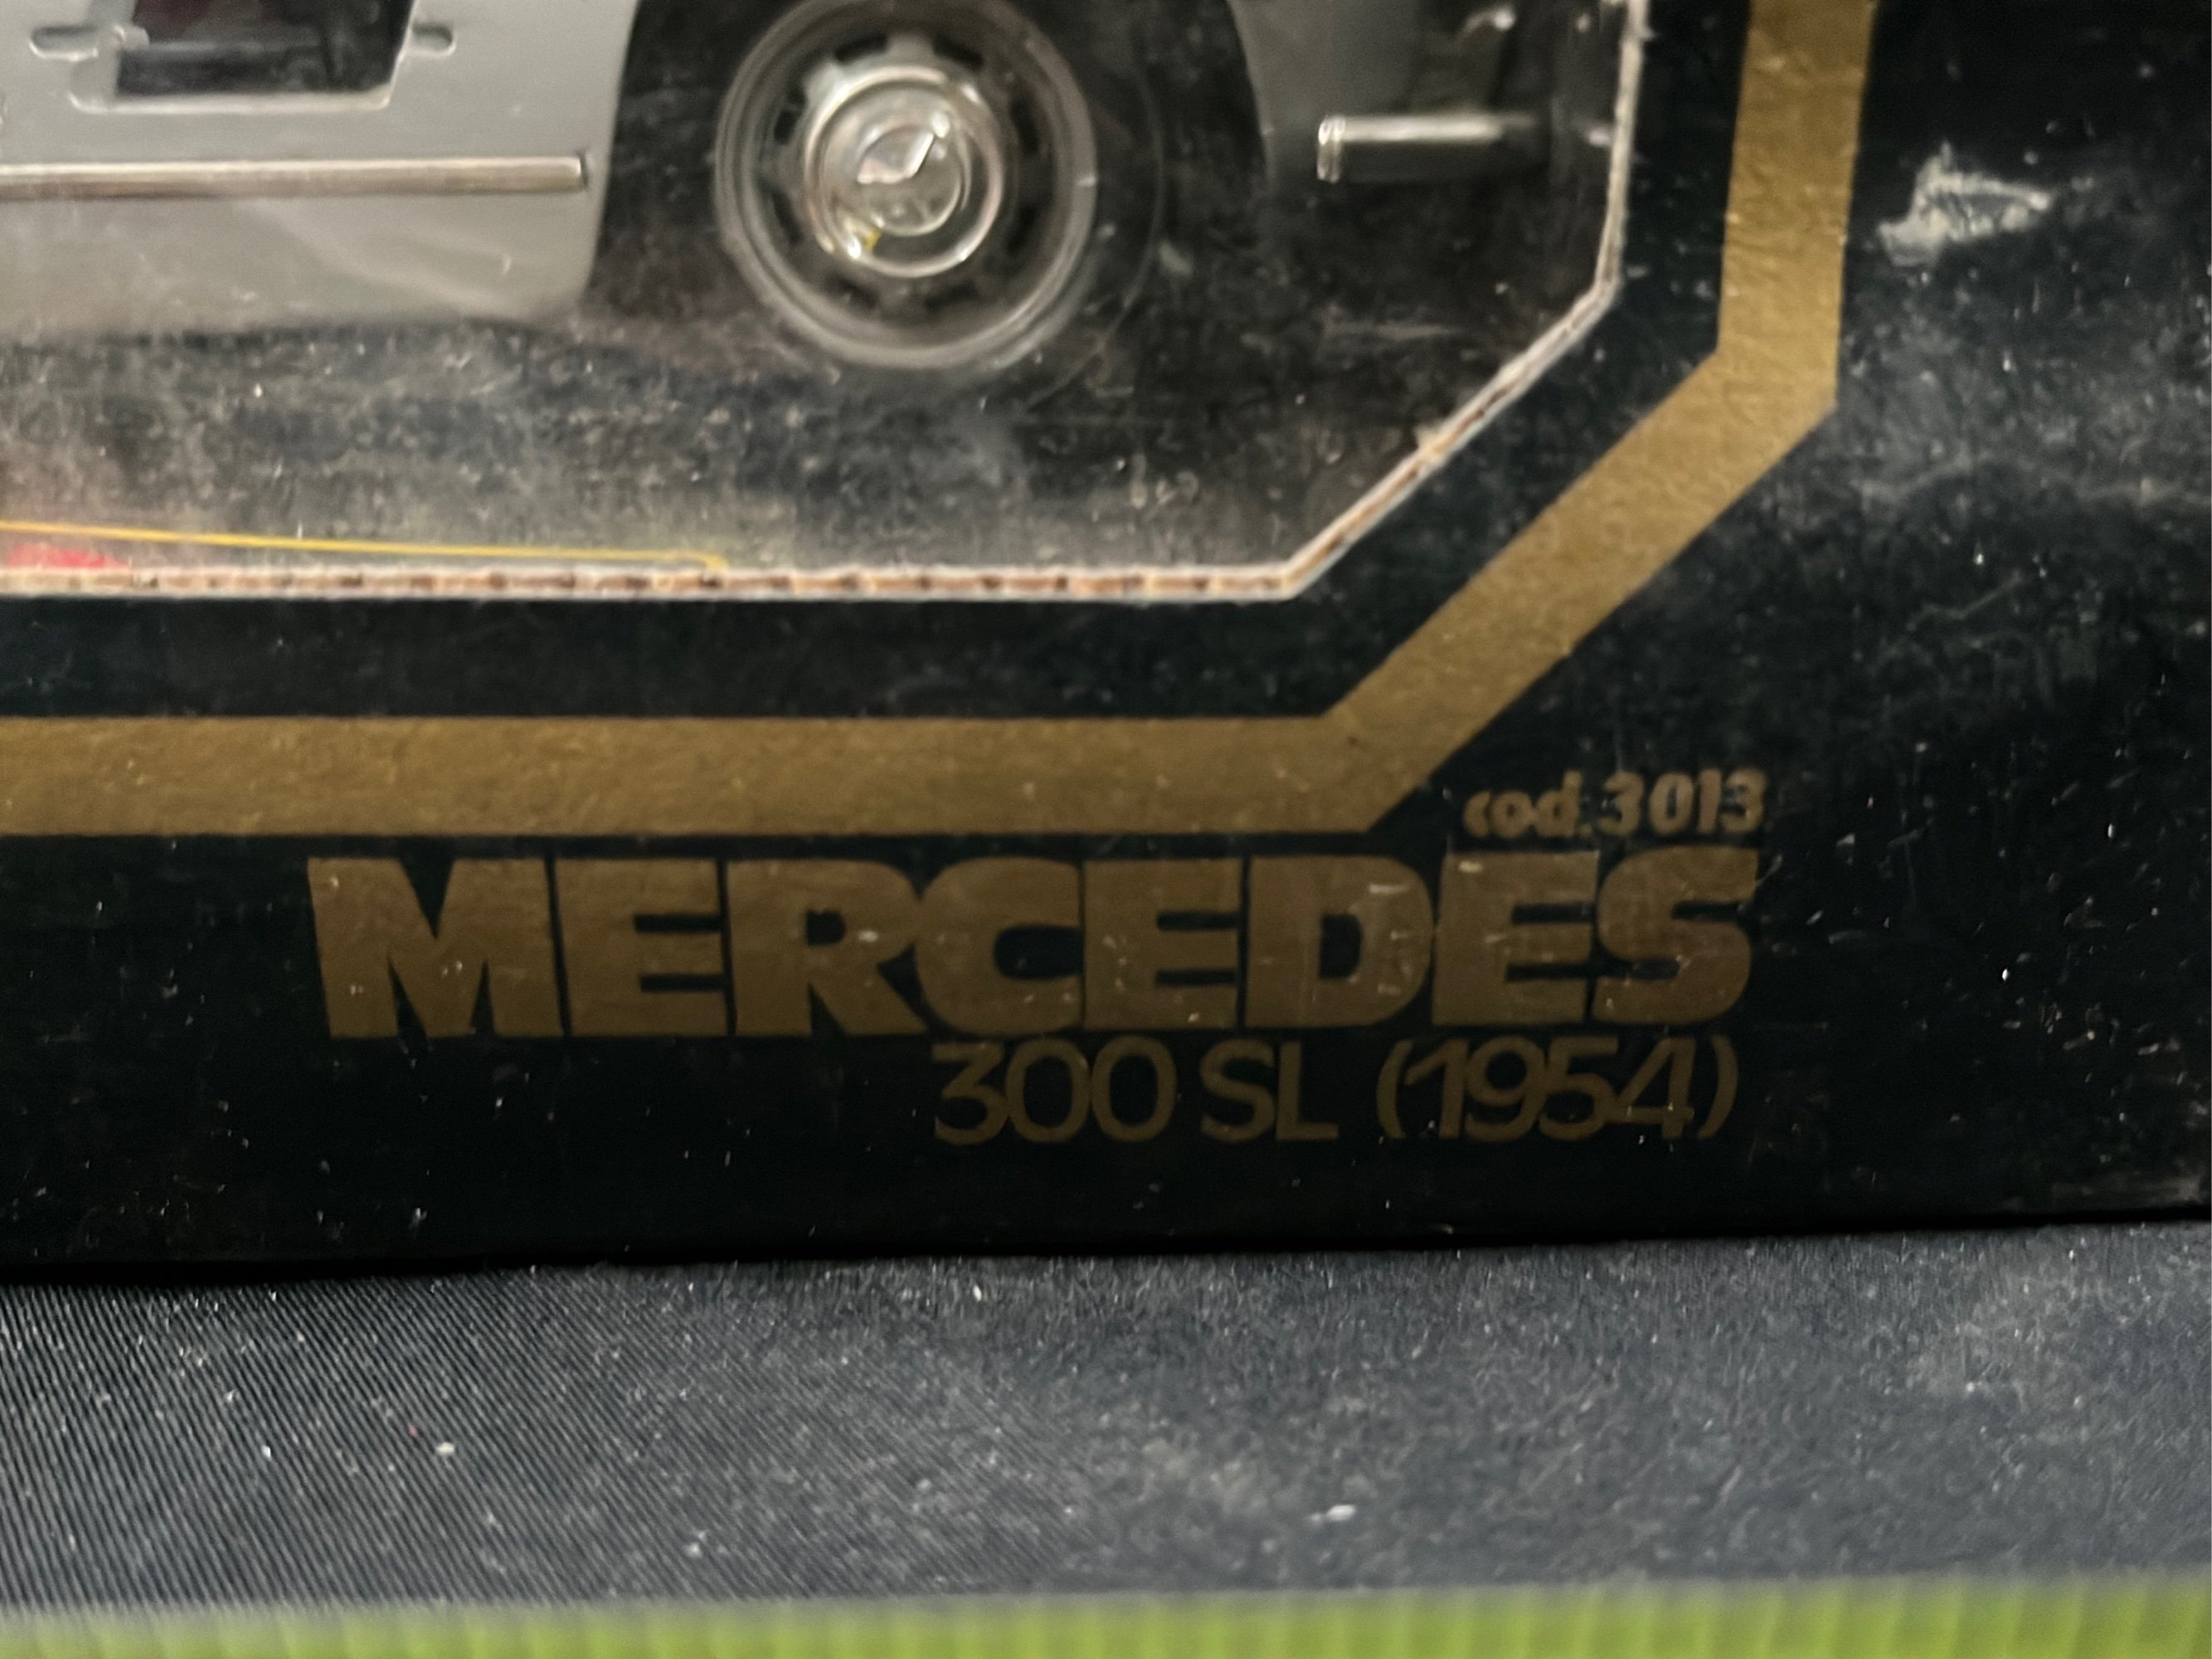 cod.3013
MERCEDES
300 SL (1954)